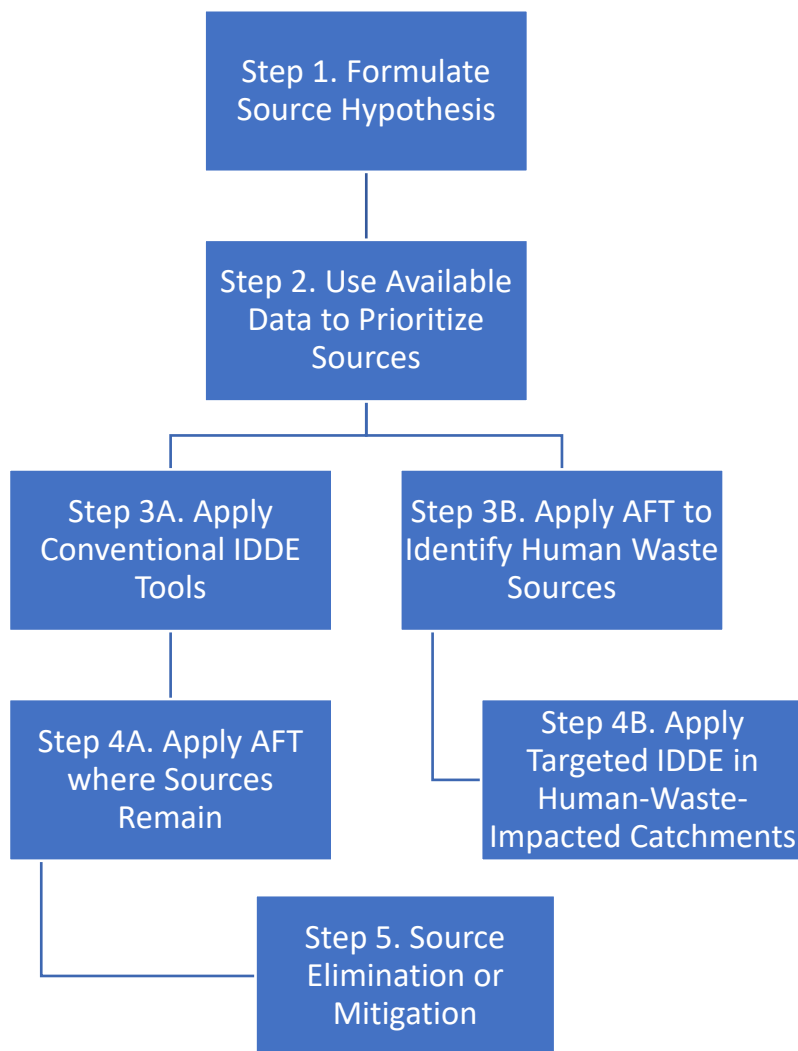 Step 1. Formulate
Source Hypothesis
Step 2. Use Available
Data to Prioritize
Sources
Step 3A. Apply
Conventional IDDE
Tools
Step 3B. Apply AFT to
Identify Human Waste
Sources
Step 4A. Apply AFT
where Sources
Remain
Step 4B. Apply
Targeted IDDE in
Human-Waste-
Impacted Catchments
Step 5. Source
Elimination or
Mitigation